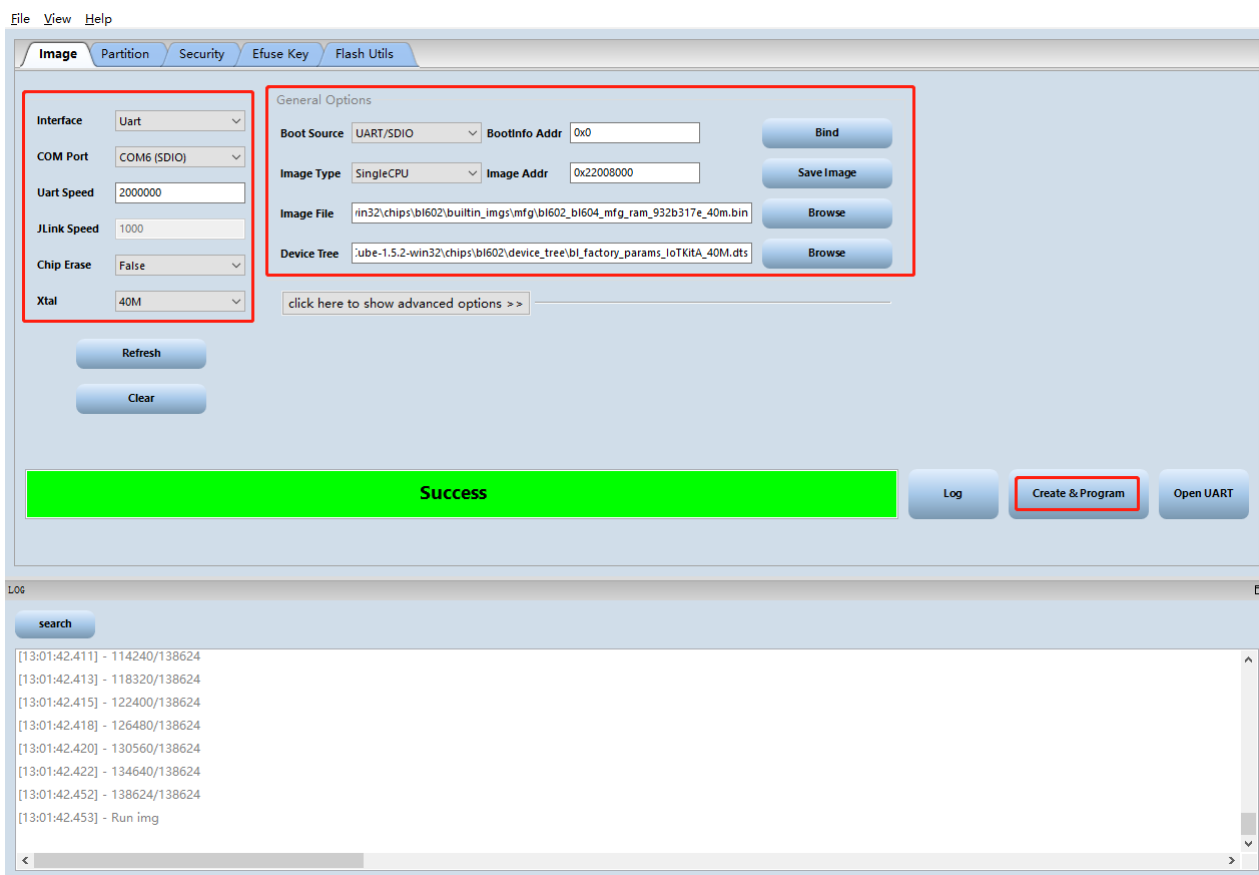 File View Help
Image Partition Security Efuse Key Flash Utils
Interface Uart
COM Port COM6 (SDIO)
Uart Speed 2000000
JLink Speed 1000
Chip Erase False
Xtal 40M
Refresh
Clear
General Options
Boot Source UART/SDIO BootInfo Addr 0x0 Bind
Image Type SingleCPU Image Addr 0x22008000 Save Image
Image File in32\chips\bl602\builtin_imgs\mfg\bl602_bl604_mfg_ram_932b317e_40m.bin Browse
Device Tree ube-1.5.2-win32\chips\bl602\device_tree\bl_factory_params_IoTKitA_40M.dts Browse
click here to show advanced options >>
Success Log Create & Program Open UART
LOG
search
[13:01:42.411] - 114240/138624
[13:01:42.413] - 118320/138624
[13:01:42.415] - 122400/138624
[13:01:42.418] - 126480/138624
[13:01:42.420] - 130560/138624
[13:01:42.422] - 134640/138624
[13:01:42.452] - 138624/138624
[13:01:42.453] - Run img